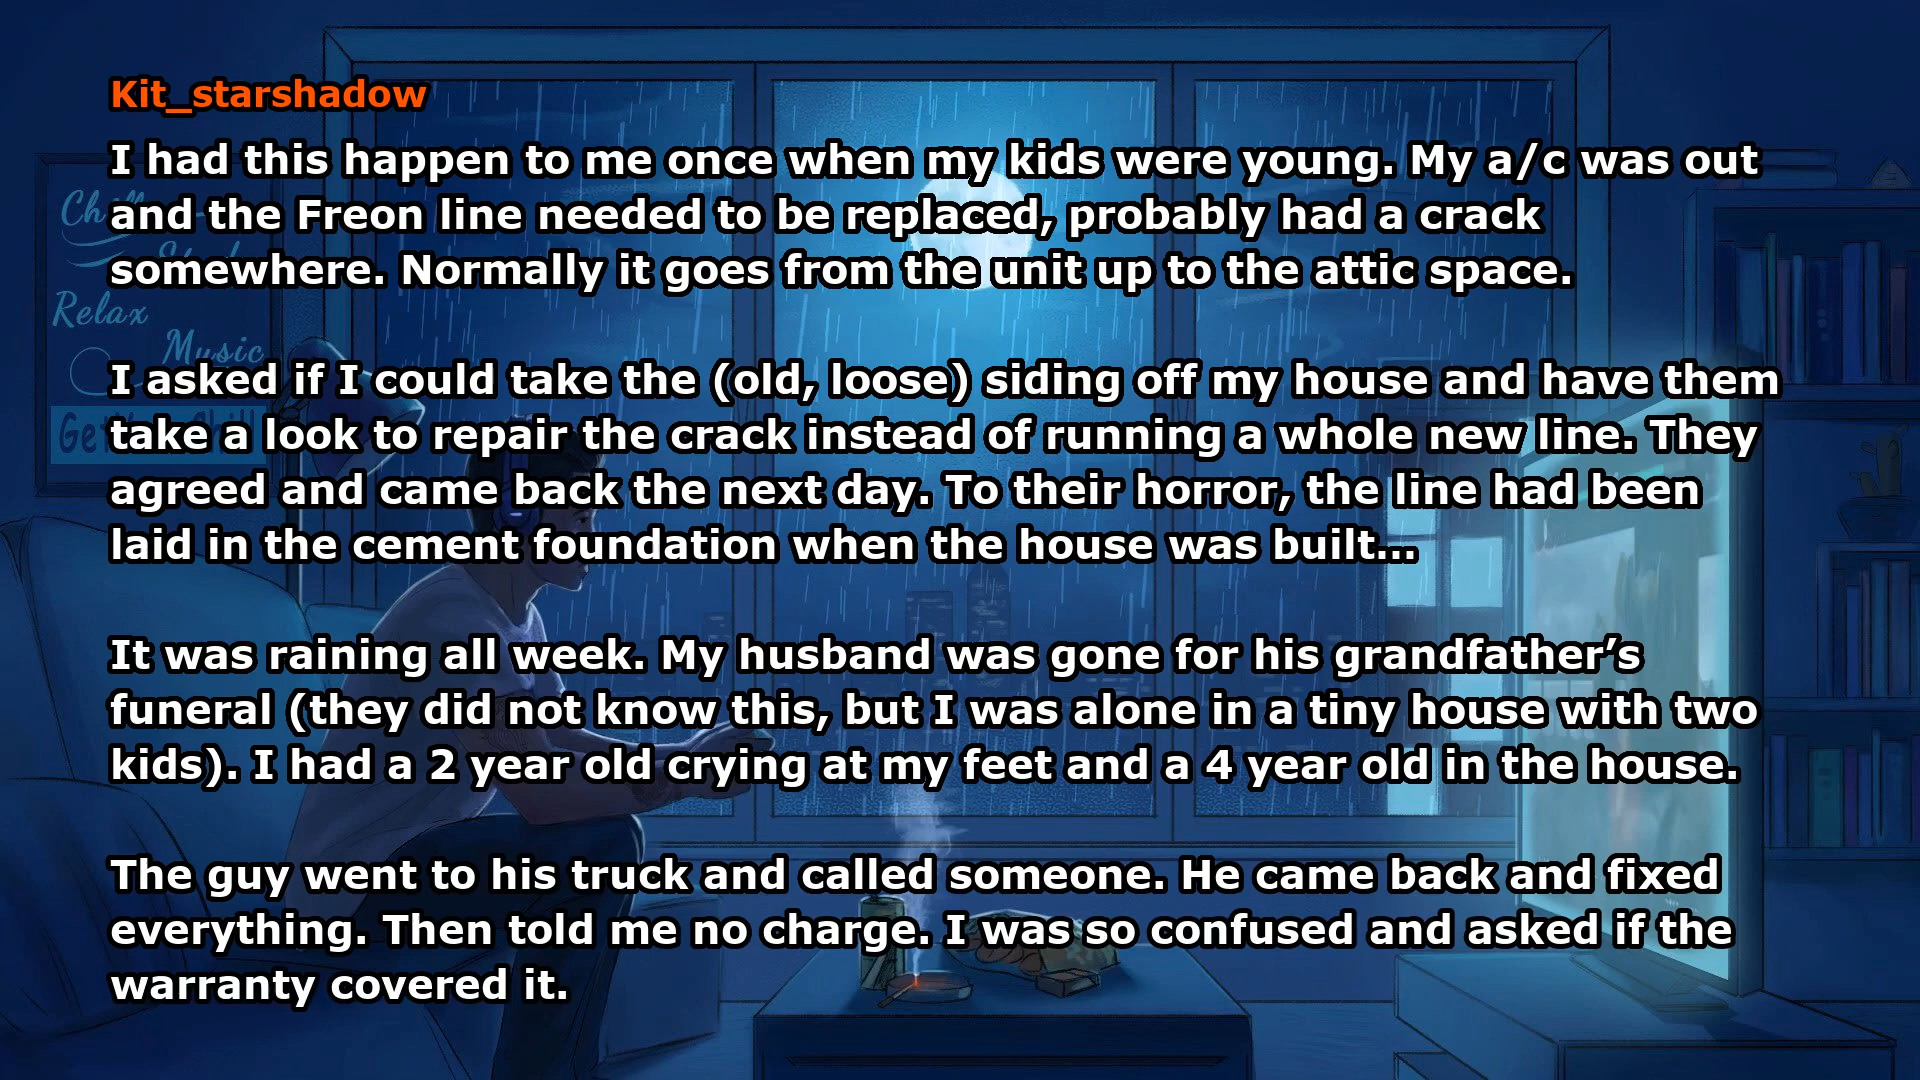 Kit_starshadow
I had this happen to me once when my kids were young. My a/c was out
and the Freon line needed to be replaced, probably had a crack
somewhere. Normally it goes from the unit up to the attic space.
I asked if I could take the (old, loose) siding off my house and have them
take a look to repair the crack instead of running a whole new line. They
agreed and came back the next day. To their horror, the line had been
laid in the cement foundation when the house was built...
It was raining all week. My husband was gone for his grandfather’s
funeral (they did not know this, but I was alone in a tiny house with two
kids). I had a 2 year old crying at my feet and a 4 year old in the house.
The guy went to his truck and called someone. He came back and fixed
everything. Then told me no charge. I was so confused and asked if the
warranty covered it.
Chill
Relax
Music